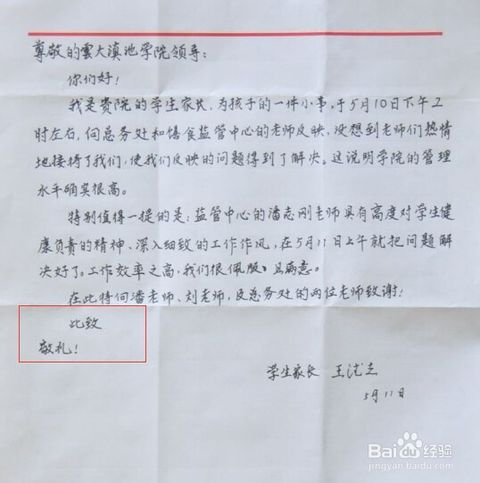 尊敬的雲大滇池学院领导：
你们好！
我是贵院的学生家长，为孩子的一件小事，于5月10日下午2
时左右，向总务处和膳食监管中心的老师反映，没想到老师们热情
地接待了我们，使我们反映的问题得到了解决。这说明学院的管理
水平确实很高。
特别值得一提的是：监管中心的潘志刚老师具有高度对学生健
康负责的精神、深入细致的工作作风，在5月11日上午就把问题解
决好了。工作效率之高，我们很佩服、且满意。
在此特向潘老师、刘老师，及总务处的两位老师致谢！
此致
敬礼！
学生家长 王
5月11日
Baidu经验
jingyan.baidu.com